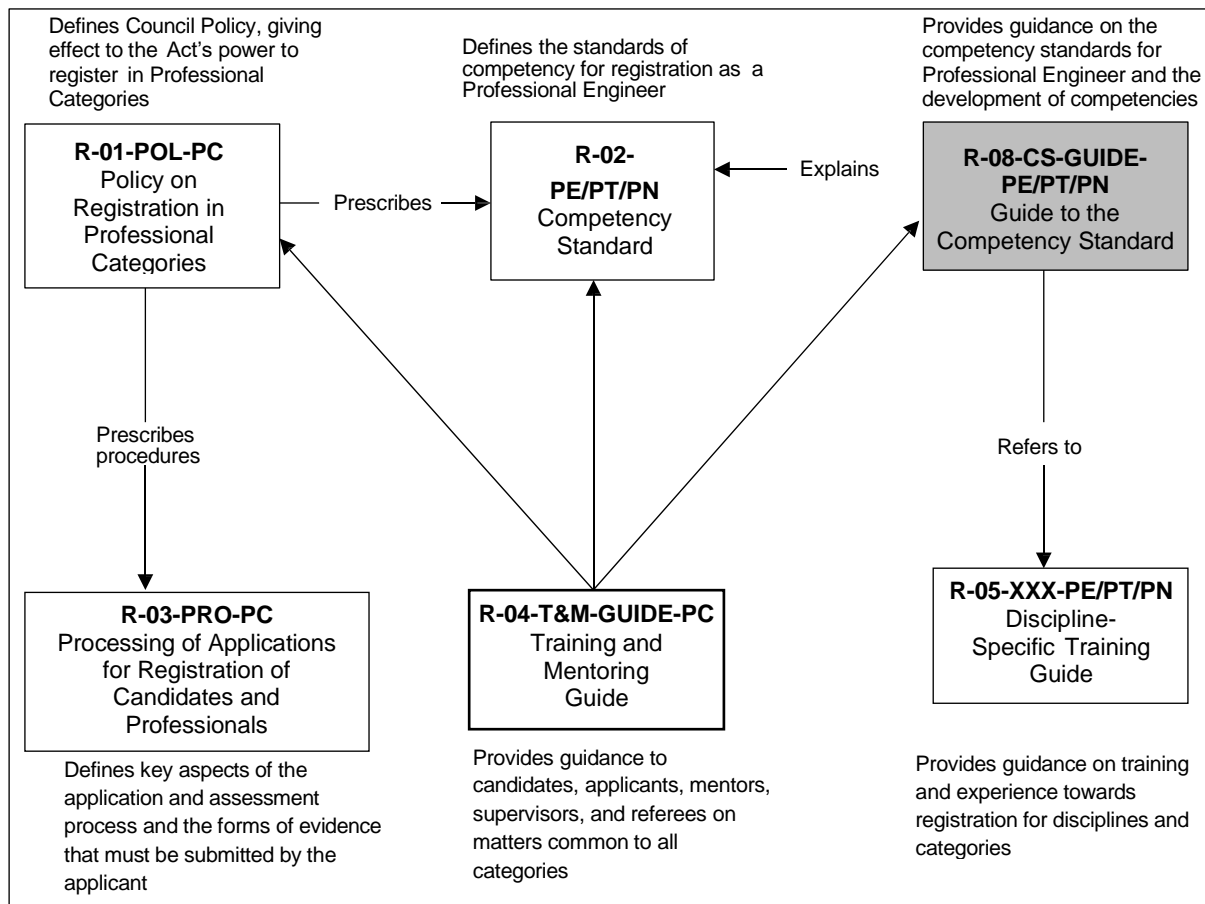 Defines Council Policy, giving
effect to the Act's power to
register in Professional
Categories
R-01-POL-PC
Policy on
Registration in
Professional
Categories
Prescribes
Defines the standards of
competency for registration as a
Professional Engineer
R-02-
PE/PT/PN
Competency
Standard
Explains
Provides guidance on the
competency standards for
Professional Engineer and the
development of competencies
R-08-CS-GUIDE-
PE/PT/PN
Guide to the
Competency Standard
Prescribes
procedures
Refers to
R-03-PRO-PC
Processing of Applications
for Registration of
Candidates and
Professionals
Defines key aspects of the
application and assessment
process and the forms of evidence
that must be submitted by the
applicant
R-04-T&M-GUIDE-PC
Training and
Mentoring
Guide
Provides guidance to
candidates, applicants, mentors,
supervisors, and referees on
matters common to all
categories
R-05-XXX-PE/PT/PN
Discipline-
Specific Training
Guide
Provides guidance on training
and experience towards
registration for disciplines and
categories